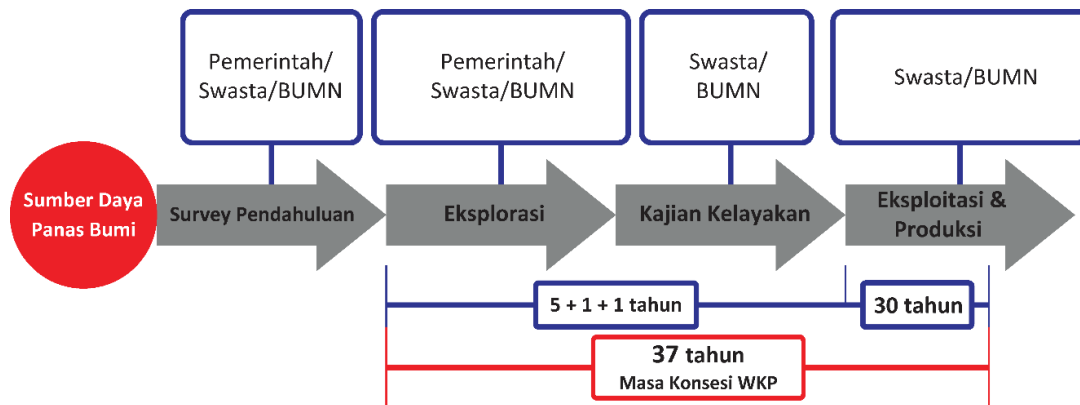 Pemerintah/
Swasta/BUMN
Pemerintah/
Swasta/BUMN
Swasta/
BUMN
Swasta/BUMN
Sumber Daya
Panas Bumi
Survey Pendahuluan
Eksplorasi
Kajian Kelayakan
Eksploitasi &
Produksi
5 + 1 + 1 tahun
30 tahun
37 tahun
Masa Konsesi WKP